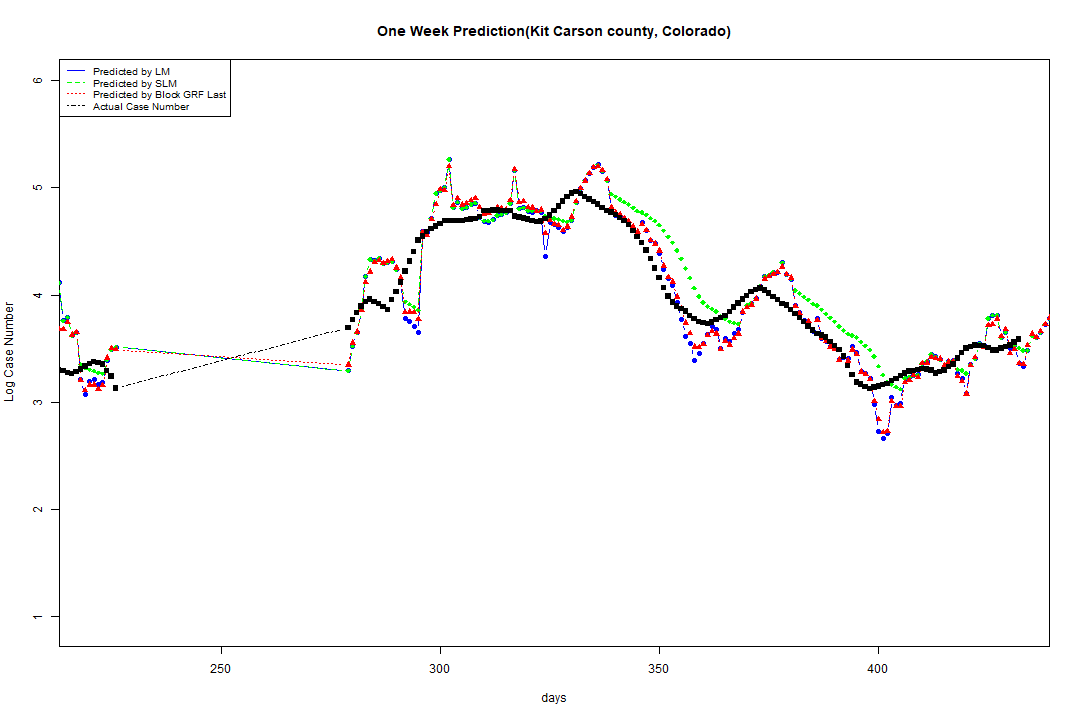 One Week Prediction(Kit Carson county, Colorado)
Predicted by LM
Predicted by SLM
Predicted by Block GRF Last
Actual Case Number
6
5
4
3
2
1
Log Case Number
250 300 350 400
days